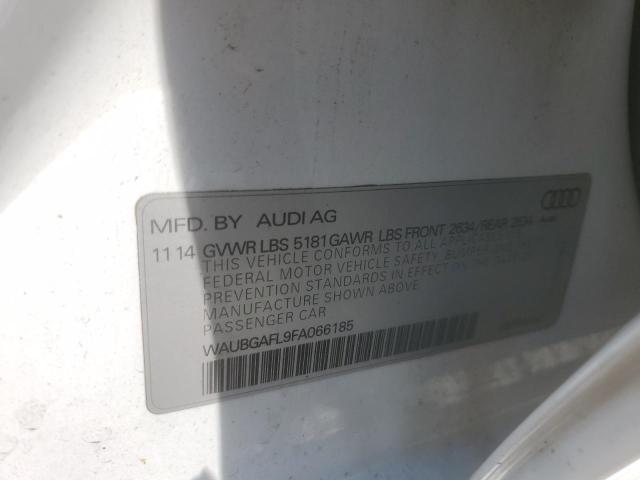 MFD. BY AUDI AG
11 14 GVWR LBS 5181 GAWR LBS FRONT 2634/REAR 2634
THIS VEHICLE CONFORMS TO ALL APPLICABLE
FEDERAL MOTOR VEHICLE SAFETY, BUMPER AND THEFT
PREVENTION STANDARDS IN EFFECT ON THE DATE OF
MANUFACTURE SHOWN ABOVE.
PASSENGER CAR
WAUBGAFL9FA066185
Audi